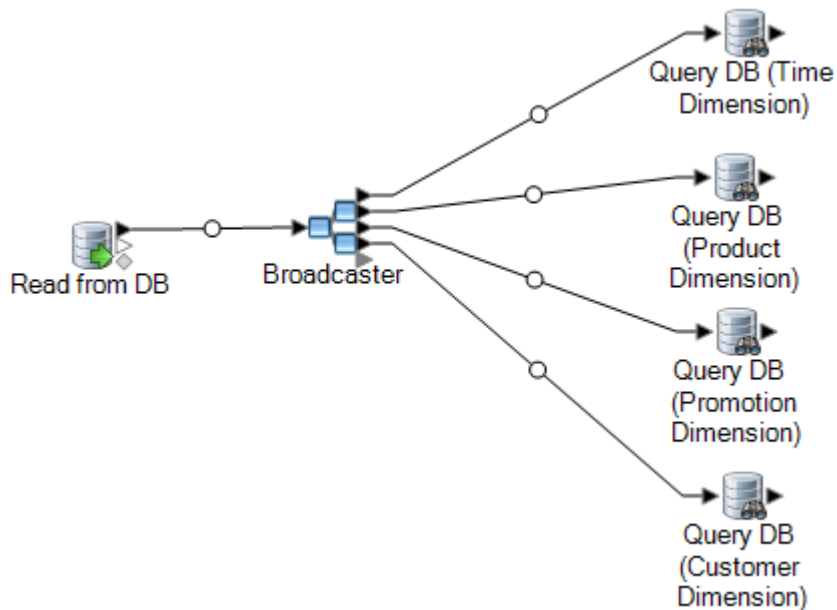 Query DB (Time
Dimension)
Query DB
(Product
Dimension)
Read from DB
Broadcaster
Query DB
(Promotion
Dimension)
Query DB
(Customer
Dimension)